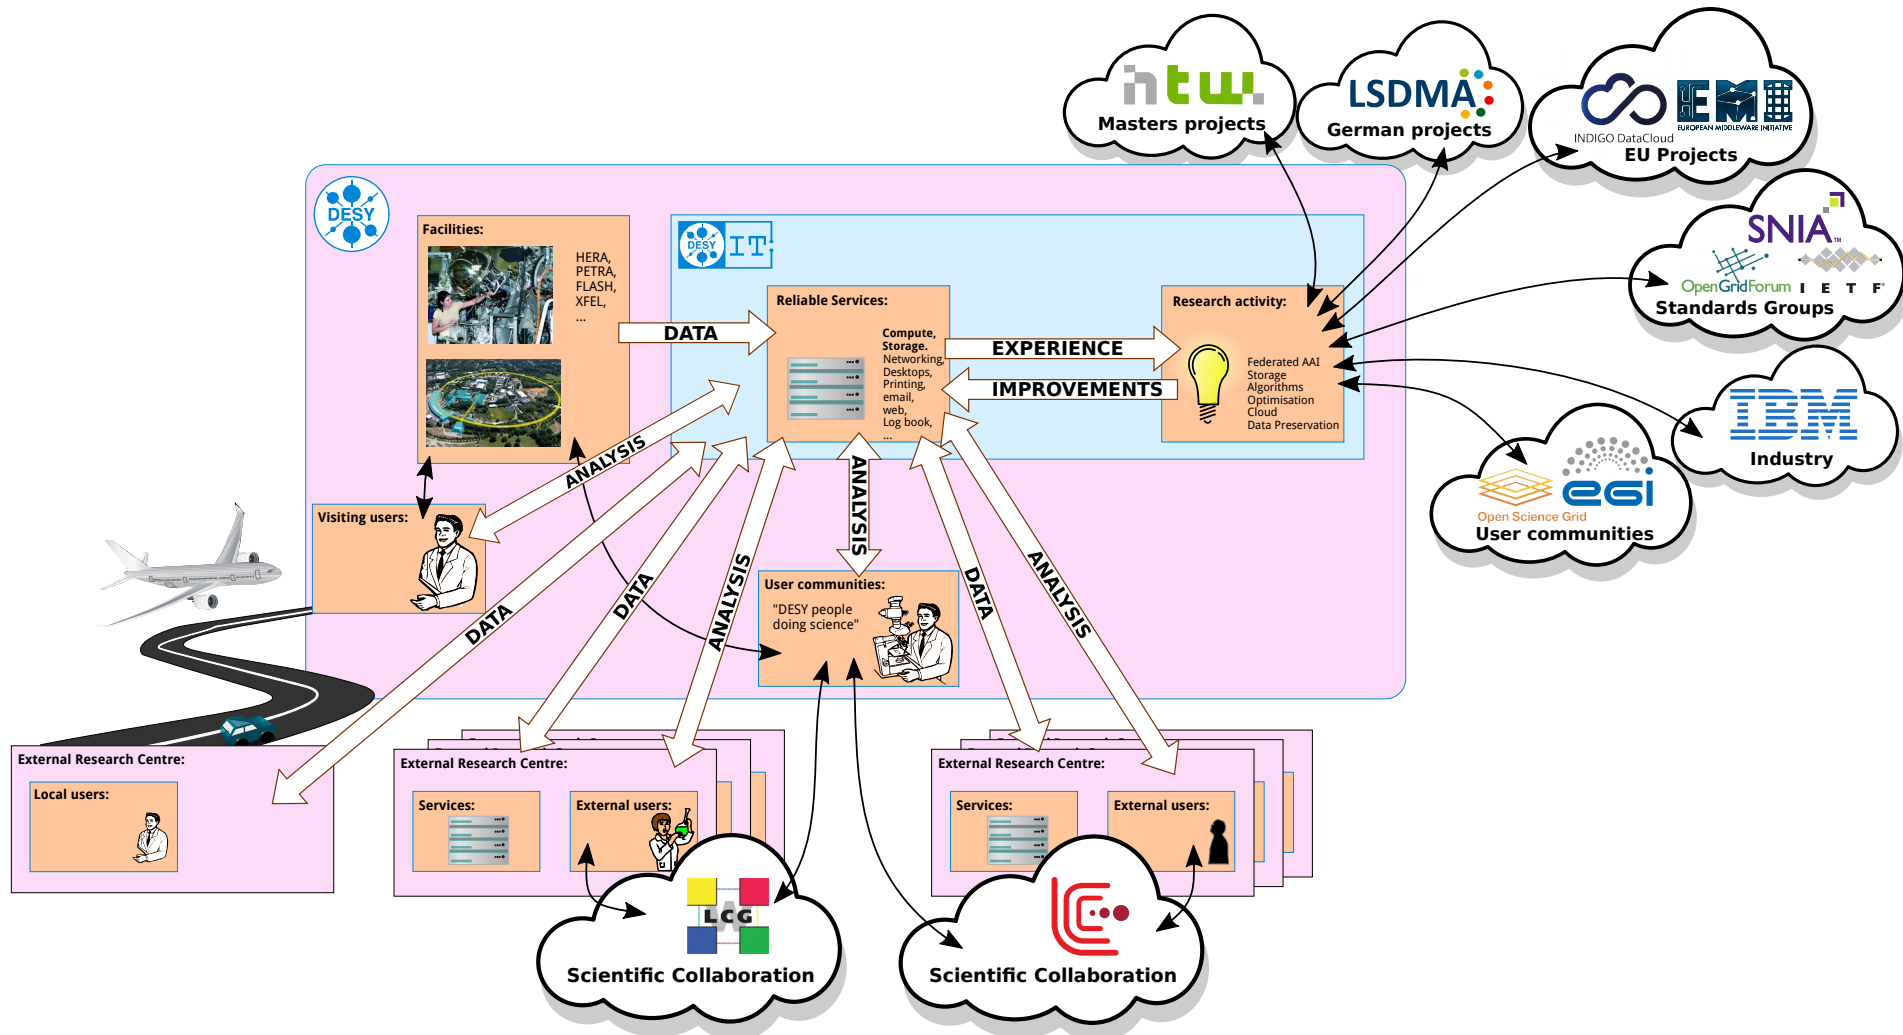 htw.
Masters projects
LSDMA
German projects
INDIGO DataCloud
EMI
EUROPEAN MIDDLEWARE INITIATIVE
EU Projects
SNIA™
OpenGridForum
I E T F®
Standards Groups
IBM
Industry
Open Science Grid
egi
User communities
DESY
Facilities:
HERA,
PETRA,
FLASH,
XFEL,
...
DESY
IT
Reliable Services:
Compute,
Storage.
Networking,
Desktops,
Printing,
email,
web,
Log book,
...
Research activity:
Federated AAI
Storage
Algorithms
Optimisation
Cloud
Data Preservation
DATA
EXPERIENCE
IMPROVEMENTS
ANALYSIS
DATA
DATA
ANALYSIS
ANALYSIS
DATA
ANALYSIS
Visiting users:
User communities:
"DESY people
doing science"
External Research Centre:
Local users:
External Research Centre:
Services:
External users:
External Research Centre:
Services:
External users:
W
LCG
Scientific Collaboration
Scientific Collaboration